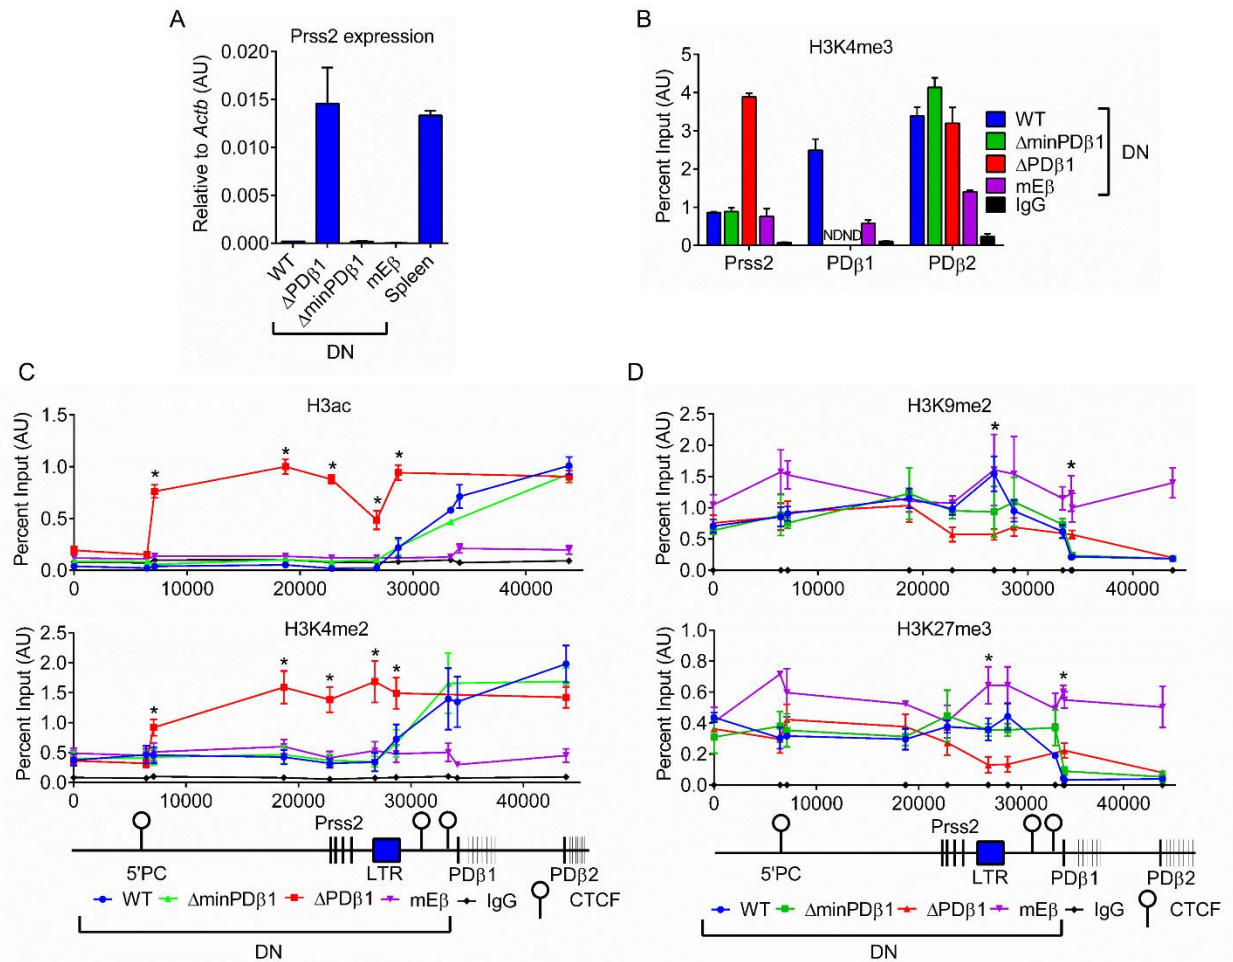 A
Prss2 expression
Relative to Actb (AU)
0.020
0.015
0.010
0.005
0.000
WT
ΔPDβ1
ΔminPDβ1
mEβ
Spleen
DN
B
H3K4me3
Percent Input (AU)
5
4
3
2
1
0
NDND
Prss2
PDβ1
PDβ2
WT
ΔminPDβ1
ΔPDβ1
mEβ
IgG
DN
C
H3ac
Percent Input (AU)
1.5
1.0
0.5
0.0
* * * * *
0 10000 20000 30000 40000
H3K4me2
Percent Input (AU)
2.5
2.0
1.5
1.0
0.5
0.0
* * * * *
0 10000 20000 30000 40000
Prss2
5'PC LTR PDβ1 PDβ2
WT ΔminPDβ1 ΔPDβ1 mEβ IgG CTCF
DN
D
H3K9me2
Percent Input (AU)
2.5
2.0
1.5
1.0
0.5
0.0
* *
0 10000 20000 30000 40000
H3K27me3
Percent Input (AU)
1.0
0.8
0.6
0.4
0.2
0.0
* *
0 10000 20000 30000 40000
Prss2
5'PC LTR PDβ1 PDβ2
WT ΔminPDβ1 ΔPDβ1 mEβ IgG CTCF
DN